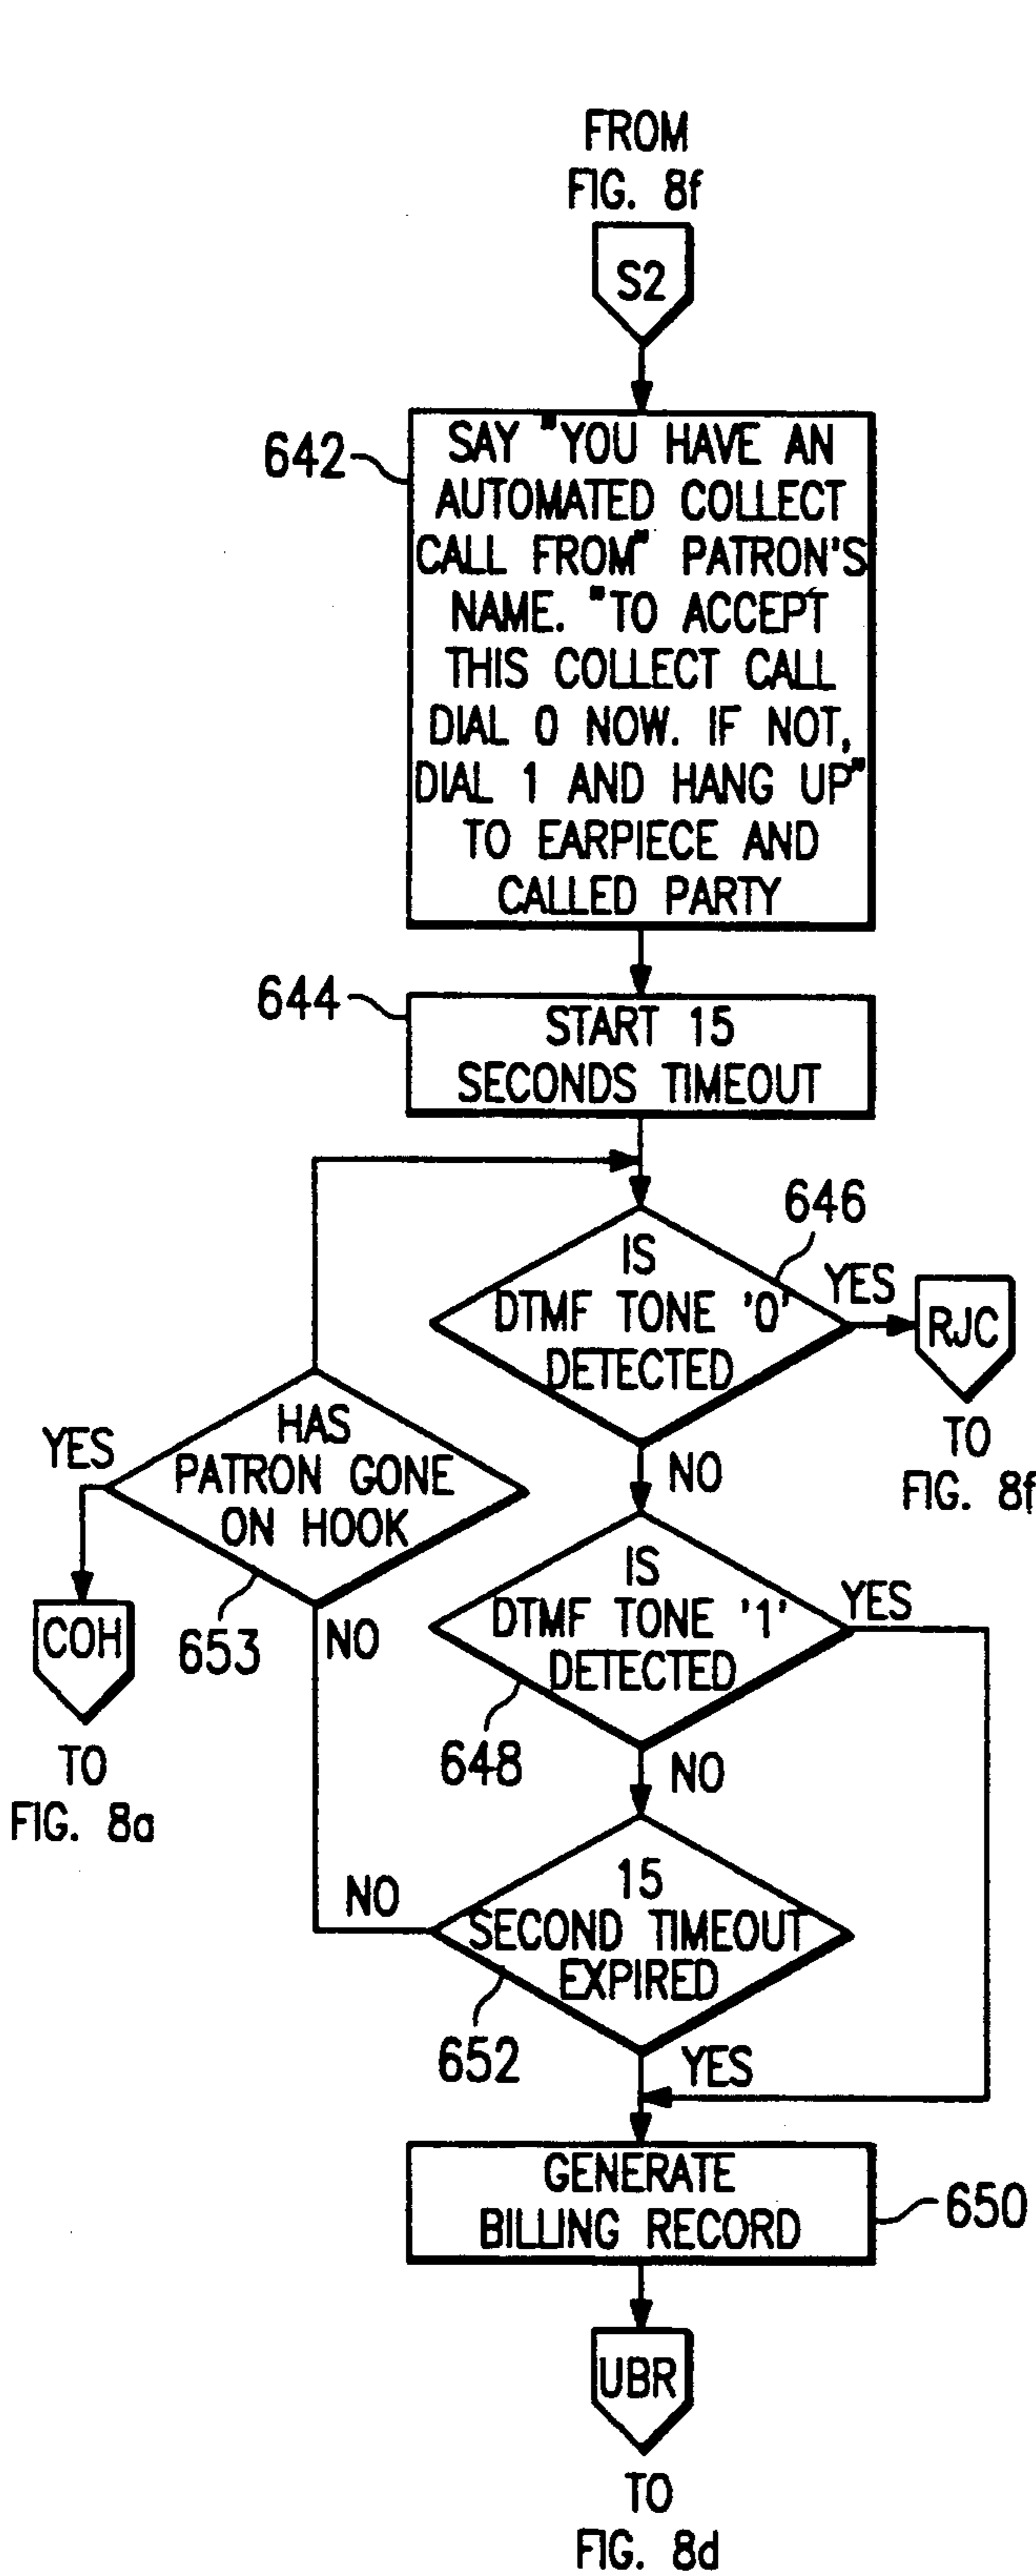 FROM
FIG. 8f
S2
642
SAY "YOU HAVE AN
AUTOMATED COLLECT
CALL FROM" PATRON'S
NAME. "TO ACCEPT
THIS COLLECT CALL
DIAL 0 NOW. IF NOT,
DIAL 1 AND HANG UP"
TO EARPIECE AND
CALLED PARTY
644
START 15
SECONDS TIMEOUT
646
IS
DTMF TONE '0'
DETECTED
YES
RJC
TO
FIG. 8f
NO
YES
HAS
PATRON GONE
ON HOOK
COH
TO
FIG. 8a
653
NO
IS
DTMF TONE '1'
DETECTED
YES
648
NO
15
SECOND TIMEOUT
EXPIRED
NO
652
YES
GENERATE
BILLING RECORD
650
UBR
TO
FIG. 8d